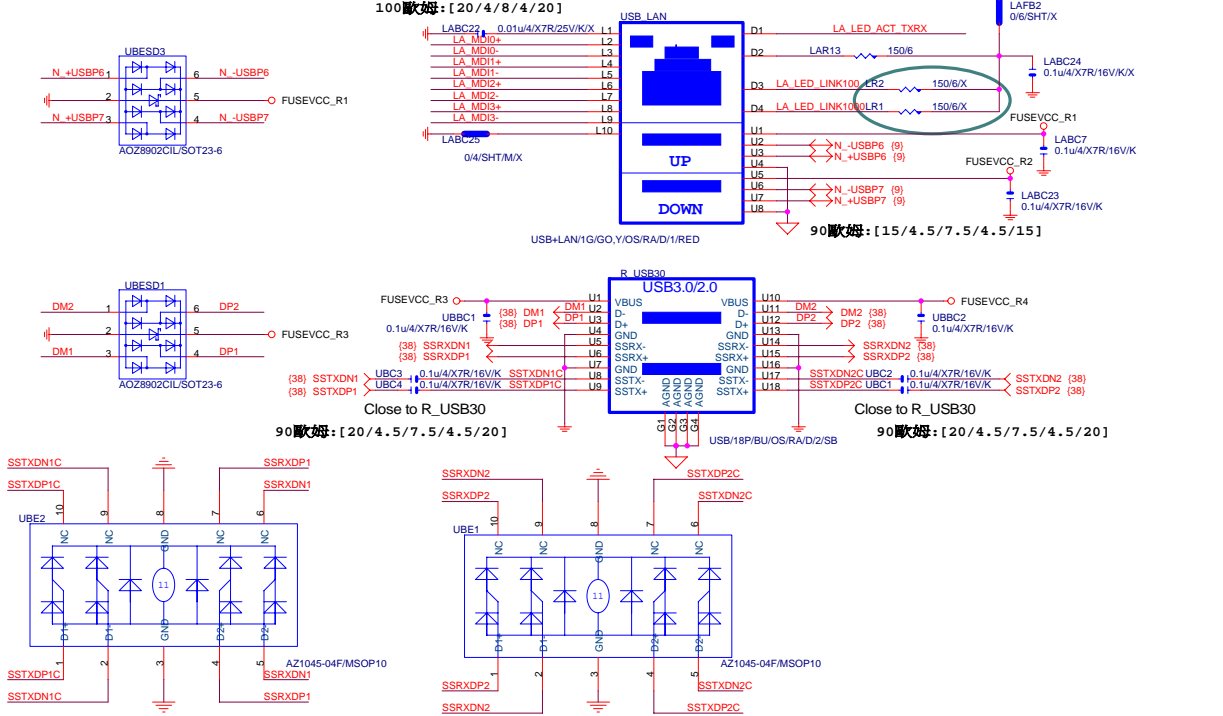 100歐姆:[20/4/8/4/20]
USB_LAN
LAFB2
0/6/SHT/X
LABC22
0.01u/4/X7R/25V/K/X
L1
LA_MDI0+
L2
LA_MDI0-
L3
LA_MDI1+
L4
LA_MDI1-
L5
LA_MDI2+
L6
LA_MDI2-
L7
LA_MDI3+
L8
LA_MDI3-
L9
L10
LABC25
0/4/SHT/M/X
D1
LA_LED_ACT_TXRX
D2
LAR13
150/6
LABC24
0.1u/4/X7R/16V/K/X
D3
LA_LED_LINK100
LR2
150/6/X
D4
LA_LED_LINK1000
LR1
150/6/X
FUSEVCC_R1
U1
U2
N_-USBP6 {9}
U3
N_+USBP6 {9}
U4
LABC7
0.1u/4/X7R/16V/K
FUSEVCC_R2
U5
U6
N_-USBP7 {9}
U7
N_+USBP7 {9}
U8
LABC23
0.1u/4/X7R/16V/K
UP
DOWN
90歐姆:[15/4.5/7.5/4.5/15]
USB+LAN/1G/GO,Y/OS/RA/D/1/RED
UBESD3
N_+USBP6
1
6
N_-USBP6
2
5
FUSEVCC_R1
N_+USBP7
3
4
N_-USBP7
AOZ8902CIL/SOT23-6
UBESD1
DM2
1
6
DP2
2
5
FUSEVCC_R3
DM1
3
4
DP1
AOZ8902CIL/SOT23-6
R_USB30
USB3.0/2.0
FUSEVCC_R3
UBBC1
0.1u/4/X7R/16V/K
{38} DM1
DM1
{38} DP1
DP1
{38} SSRXDN1
{38} SSRXDP1
{38} SSTXDN1
UBC3
0.1u/4/X7R/16V/K
SSTXDN1C
{38} SSTXDP1
UBC4
0.1u/4/X7R/16V/K
SSTXDP1C
U1
U2
U3
U4
U5
U6
U7
U8
U9
VBUS
D-
D+
GND
SSRX-
SSRX+
GND
SSTX-
SSTX+
VBUS
D-
D+
GND
SSRX-
SSRX+
GND
SSTX-
SSTX+
AGND
AGND
AGND
AGND
G1
G2
G3
G4
U10
U11
U12
U13
U14
U15
U16
U17
U18
FUSEVCC_R4
UBBC2
0.1u/4/X7R/16V/K
DM2
DM2 {38}
DP2
DP2 {38}
SSRXDN2 {38}
SSRXDP2 {38}
SSTXDN2C
UBC2
0.1u/4/X7R/16V/K
SSTXDN2 {38}
SSTXDP2C
UBC1
0.1u/4/X7R/16V/K
SSTXDP2 {38}
Close to R_USB30
Close to R_USB30
90歐姆:[20/4.5/7.5/4.5/20]
90歐姆:[20/4.5/7.5/4.5/20]
USB/18P/BU/OS/RA/D/2/SB
SSTXDN1C
SSTXDP1C
SSRXDP1
SSRXDN1
UBE2
10
9
8
7
6
NC
NC
GND
NC
NC
11
D1+
D1-
GND
D2+
D2-
1
2
3
4
5
AZ1045-04F/MSOP10
SSTXDP1C
SSTXDN1C
SSRXDN1
SSRXDP1
SSRXDN2
SSRXDP2
SSTXDP2C
SSTXDN2C
UBE1
10
9
8
7
6
NC
NC
GND
NC
NC
11
D1+
D1-
GND
D2+
D2-
1
2
3
4
5
AZ1045-04F/MSOP10
SSRXDP2
SSRXDN2
SSTXDN2C
SSTXDP2C